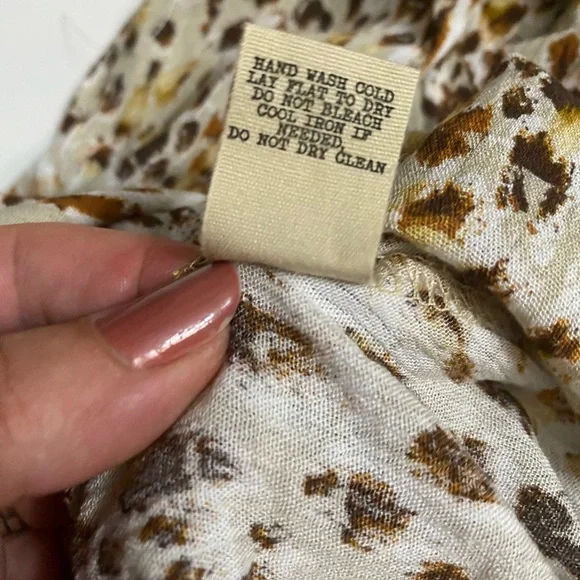 HAND WASH COLD
LAY FLAT TO DRY
DO NOT BLEACH
COOL IRON IF
NEEDED
DO NOT DRY CLEAN